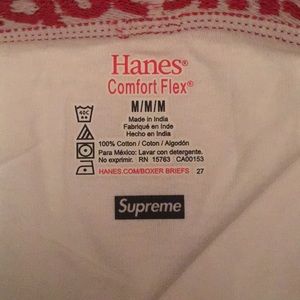 Hanes®
Comfort Flex®
M/M/M
Made in India
Fabriqué en Inde
Hecho en India
40C
100% Cotton / Coton / Algodón
Para México: Lavar con detergente.
No exprimir. RN 15763 CA00153
HANES.COM/BOXER BRIEFS 27
Supreme